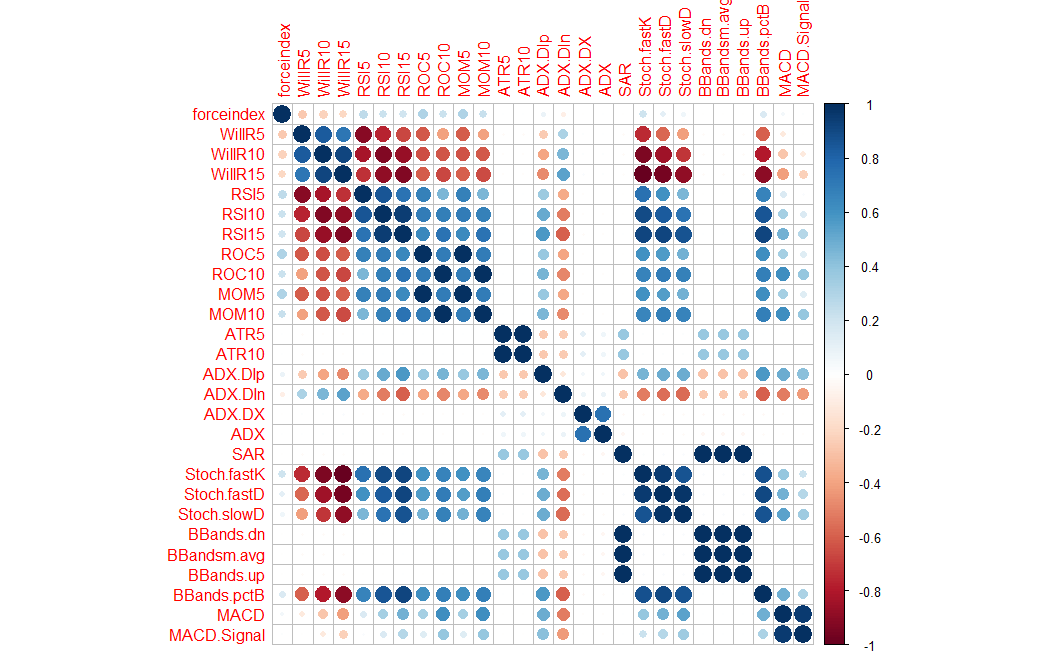 forceindex
WillR5
WillR10
WillR15
RSI5
RSI10
RSI15
ROC5
ROC10
MOM5
MOM10
ATR5
ATR10
ADX.DIp
ADX.DIn
ADX.DX
ADX
SAR
Stoch.fastK
Stoch.fastD
Stoch.slowD
BBands.dn
BBandsm.avg
BBands.up
BBands.pctB
MACD
MACD.Signal
forceindex
WillR5
WillR10
WillR15
RSI5
RSI10
RSI15
ROC5
ROC10
MOM5
MOM10
ATR5
ATR10
ADX.DIp
ADX.DIn
ADX.DX
ADX
SAR
Stoch.fastK
Stoch.fastD
Stoch.slowD
BBands.dn
BBandsm.avg
BBands.up
BBands.pctB
MACD
MACD.Signal
1
0.8
0.6
0.4
0.2
0
-0.2
-0.4
-0.6
-0.8
-1